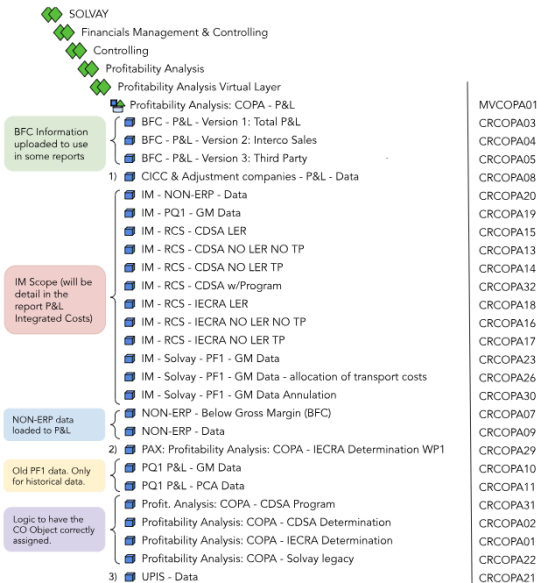 SOLVAY
Financials Management & Controlling
Controlling
Profitability Analysis
Profitability Analysis Virtual Layer
Profitability Analysis: COPA - P&L MVCOPA01
BFC Information
uploaded to use
in some reports
BFC - P&L - Version 1: Total P&L CRCOPA03
BFC - P&L - Version 2: Interco Sales CRCOPA04
BFC - P&L - Version 3: Third Party CRCOPA05
1) CICC & Adjustment companies - P&L - Data CRCOPA08
IM Scope (will be
detail in the
report P&L
Integrated Costs)
IM - NON-ERP - Data CRCOPA20
IM - PQ1 - GM Data CRCOPA19
IM - RCS - CDSA LER CRCOPA15
IM - RCS - CDSA NO LER NO TP CRCOPA13
IM - RCS - CDSA NO LER TP CRCOPA14
IM - RCS - CDSA w/Program CRCOPA32
IM - RCS - IECRA LER CRCOPA18
IM - RCS - IECRA NO LER NO TP CRCOPA16
IM - RCS - IECRA NO LER TP CRCOPA17
IM - Solvay - PF1 - GM Data CRCOPA23
IM - Solvay - PF1 - GM Data - allocation of transport costs CRCOPA26
IM - Solvay - PF1 - GM Data Annulation CRCOPA30
NON-ERP data
loaded to P&L
NON-ERP - Below Gross Margin (BFC) CRCOPA07
NON-ERP - Data CRCOPA09
2) PAX: Profitability Analysis: COPA - IECRA Determination WP1 CRCOPA29
Old PF1 data. Only
for historical data.
PQ1 P&L - GM Data CRCOPA10
PQ1 P&L - PCA Data CRCOPA11
Logic to have the
CO Object correctly
assigned.
Profit. Analysis: COPA - CDSA Program CRCOPA31
Profitability Analysis: COPA - CDSA Determination CRCOPA02
Profitability Analysis: COPA - IECRA Determination CRCOPA01
Profitability Analysis: COPA - Solvay legacy CRCOPA22
3) UPIS - Data CRCOPA21